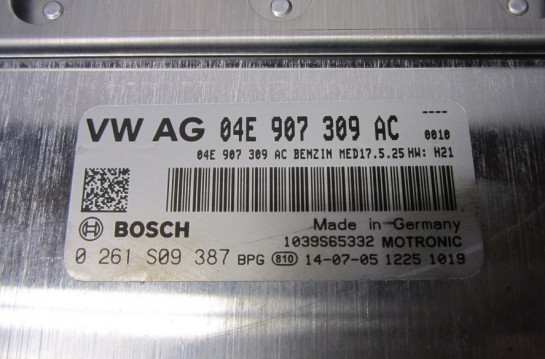 ----
VW AG 04E 907 309 AC 0010
04E 907 309 AC BENZIN MED17.5.25 HW: H21
BOSCH Made in Germany
1039S65332 MOTRONIC
0 261 S09 387 BPG 810 14-07-05 1225 1019